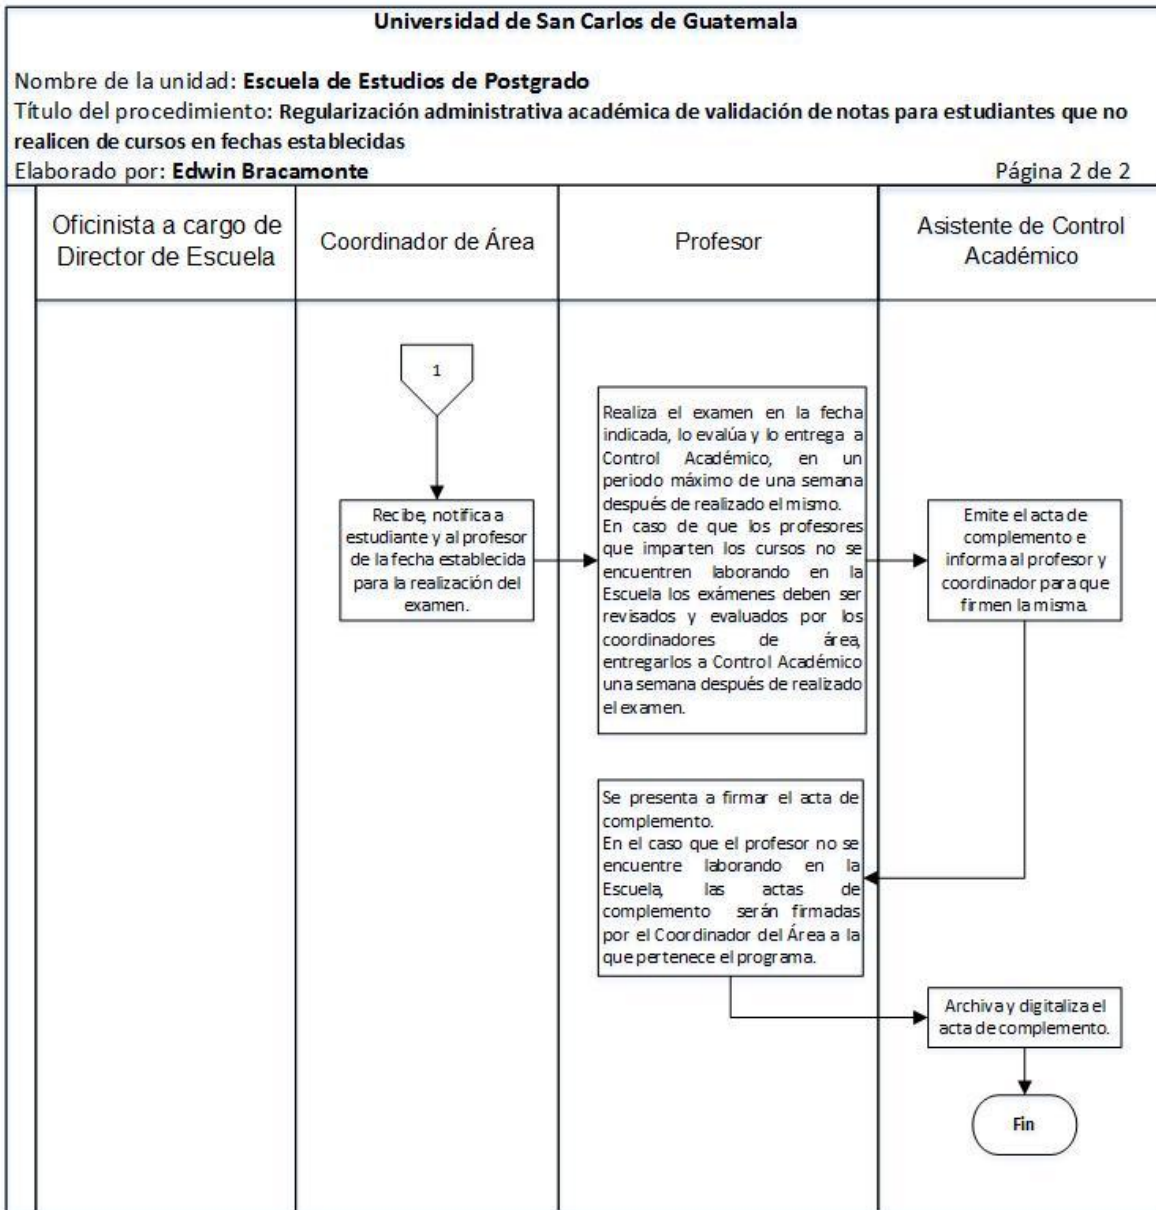 Universidad de San Carlos de Guatemala
Nombre de la unidad: Escuela de Estudios de Postgrado
Título del procedimiento: Regularización administrativa académica de validación de notas para estudiantes que no
realicen de cursos en fechas establecidas
Elaborado por: Edwin Bracamonte
Página 2 de 2
Oficinista a cargo de
Director de Escuela
Coordinador de Área
Profesor
Asistente de Control
Académico
1
Recibe, notifica a
estudiante y al profesor
de la fecha establecida
para la realización del
examen.
Realiza el examen en la fecha
indicada, lo evalúa y lo entrega a
Control Académico, en un
periodo máximo de una semana
después de realizado el mismo.
En caso de que los profesores
que imparten los cursos no se
encuentren laborando en la
Escuela los exámenes deben ser
revisados y evaluados por los
coordinadores de área,
entregarlos a Control Académico
una semana después de realizado
el examen.
Emite el acta de
complemento e
informa al profesor y
coordinador para que
firmen la misma.
Se presenta a firmar el acta de
complemento.
En el caso que el profesor no se
encuentre laborando en la
Escuela, las actas de
complemento serán firmadas
por el Coordinador del Área a la
que pertenece el programa.
Archiva y digitaliza el
acta de complemento.
Fin